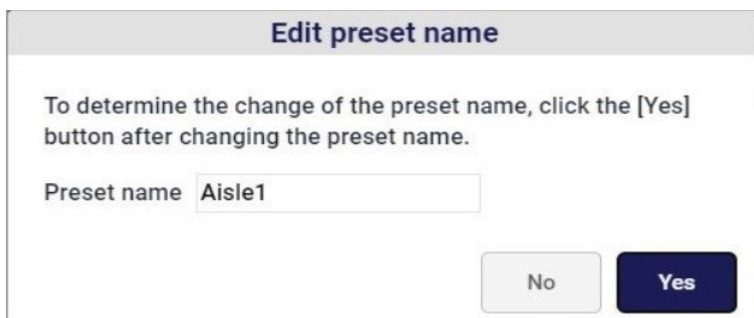 Edit preset name
To determine the change of the preset name, click the [Yes]
button after changing the preset name.
Preset name Aisle1
No Yes